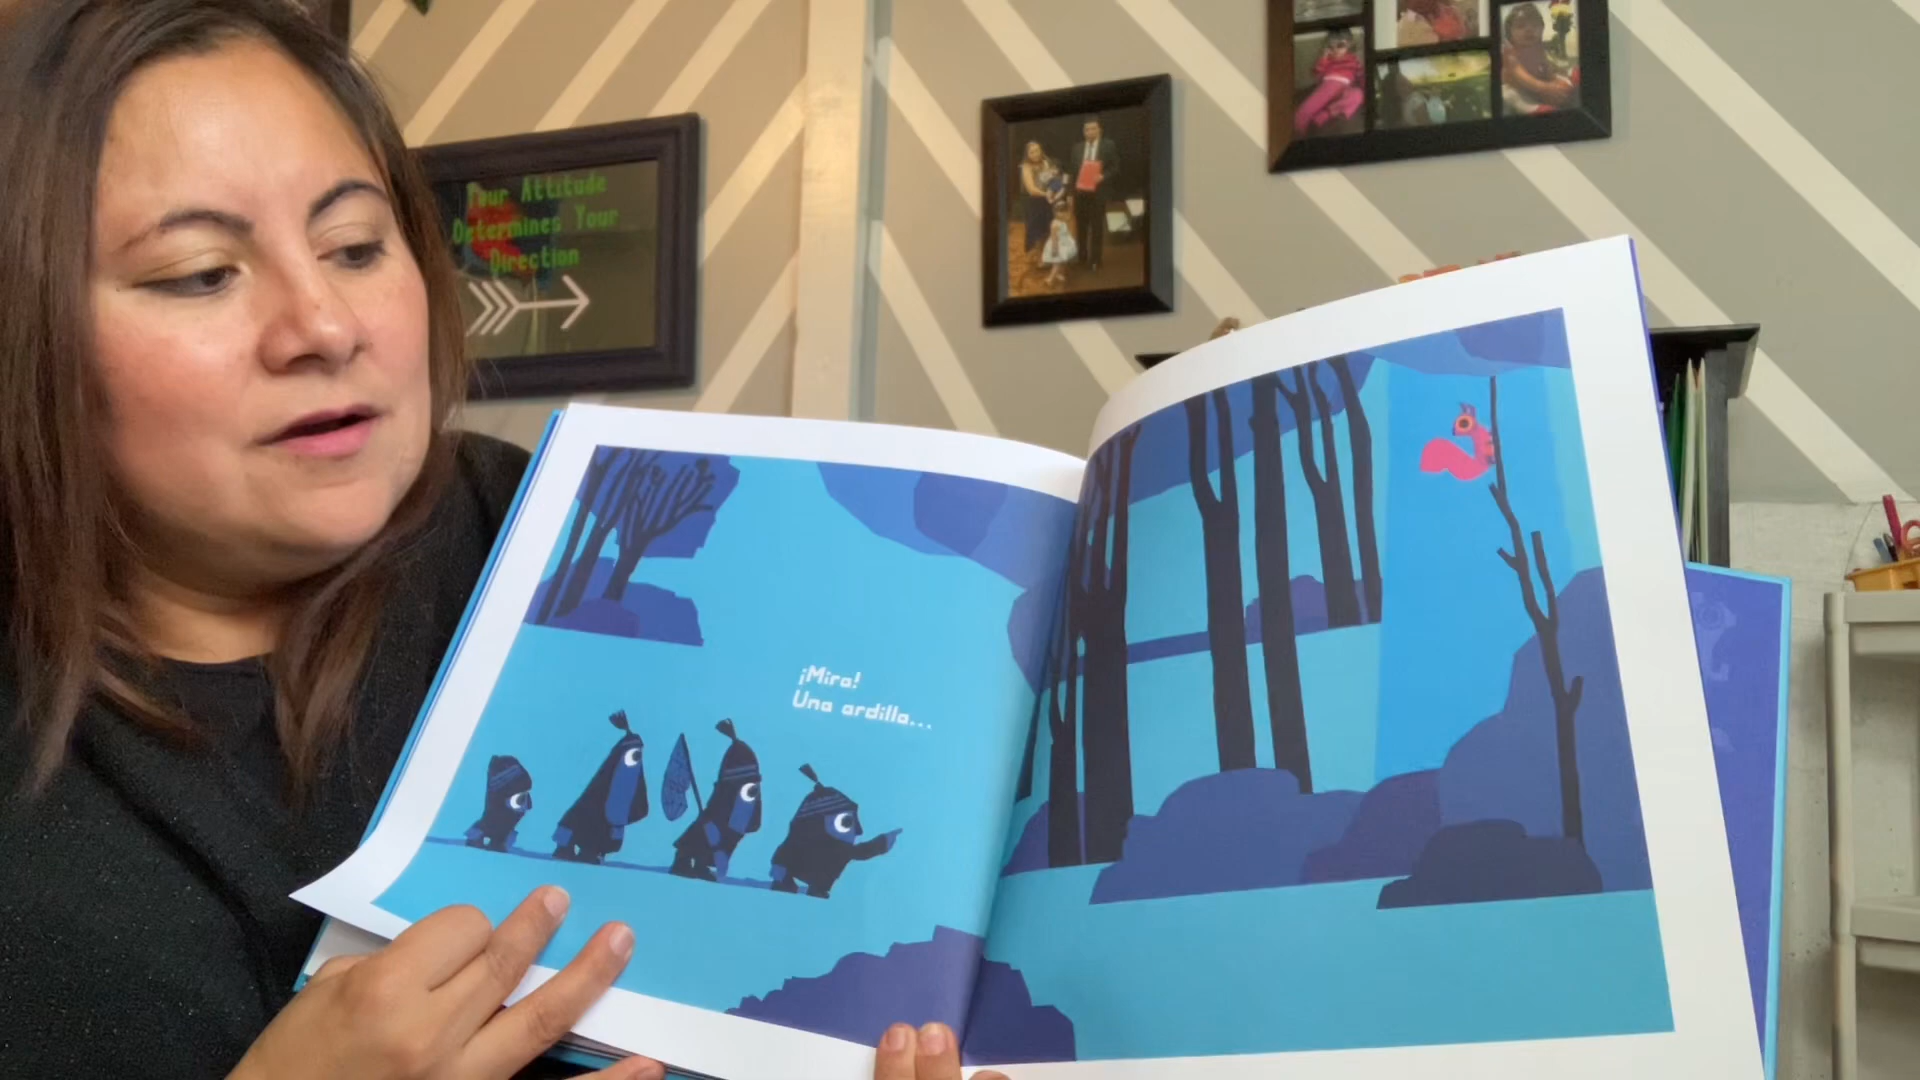 Your Attitude
Determines Your
Direction
¡Mira!
Una ardilla...